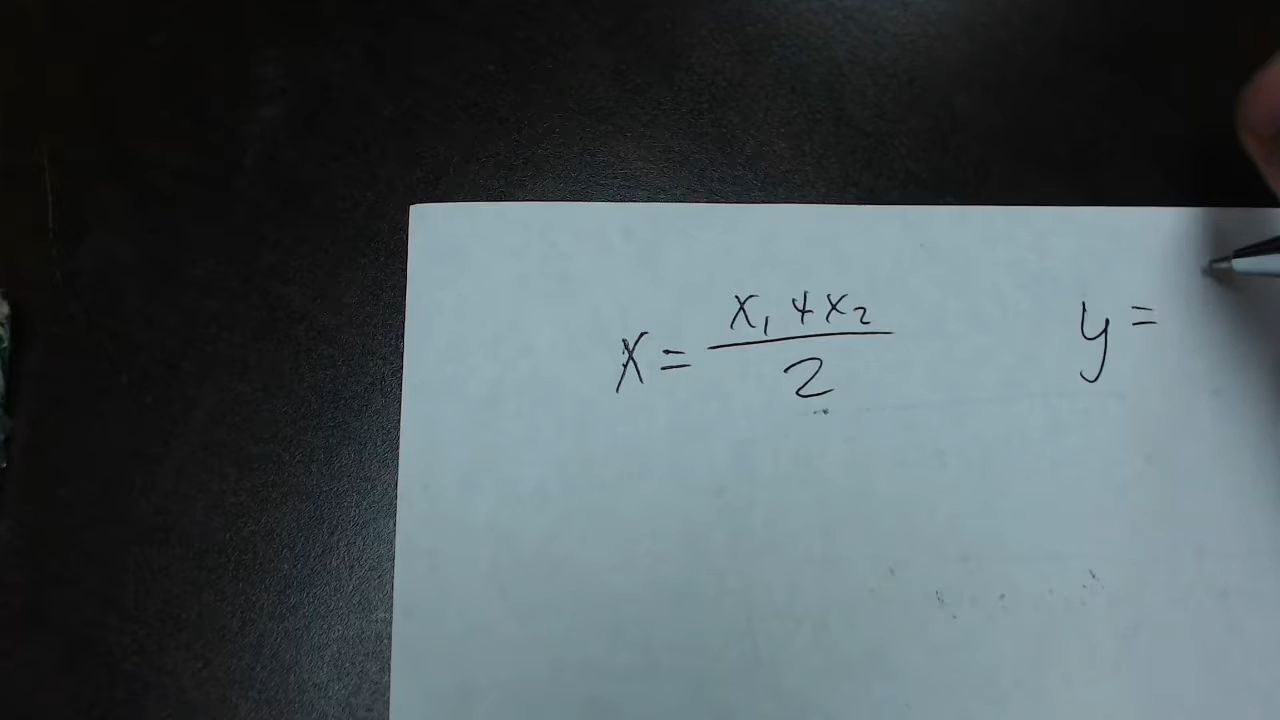 x = x₁+x₂/2 y =